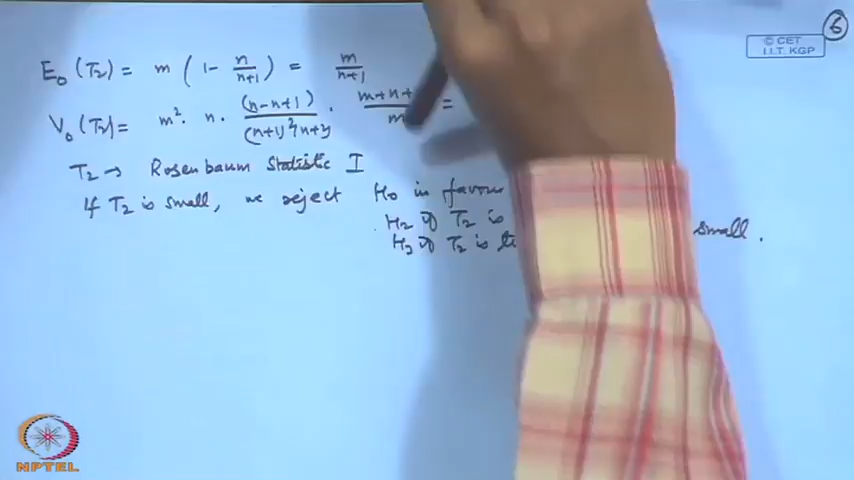 6
© CET
I.I.T. KGP
E₀ (T₂) = m (1 - n/(n+1)) = m/(n+1)
V₀ (T₂) = m² · n · (n-n+1)/((n+1)²(n+2)) · m+n+ =
T₂ → Rosenbaum Statistic I
If T₂ is small, we reject H₀ in favour
H₂ if T₂ is
H₃ if T₂ is small .
NPTEL